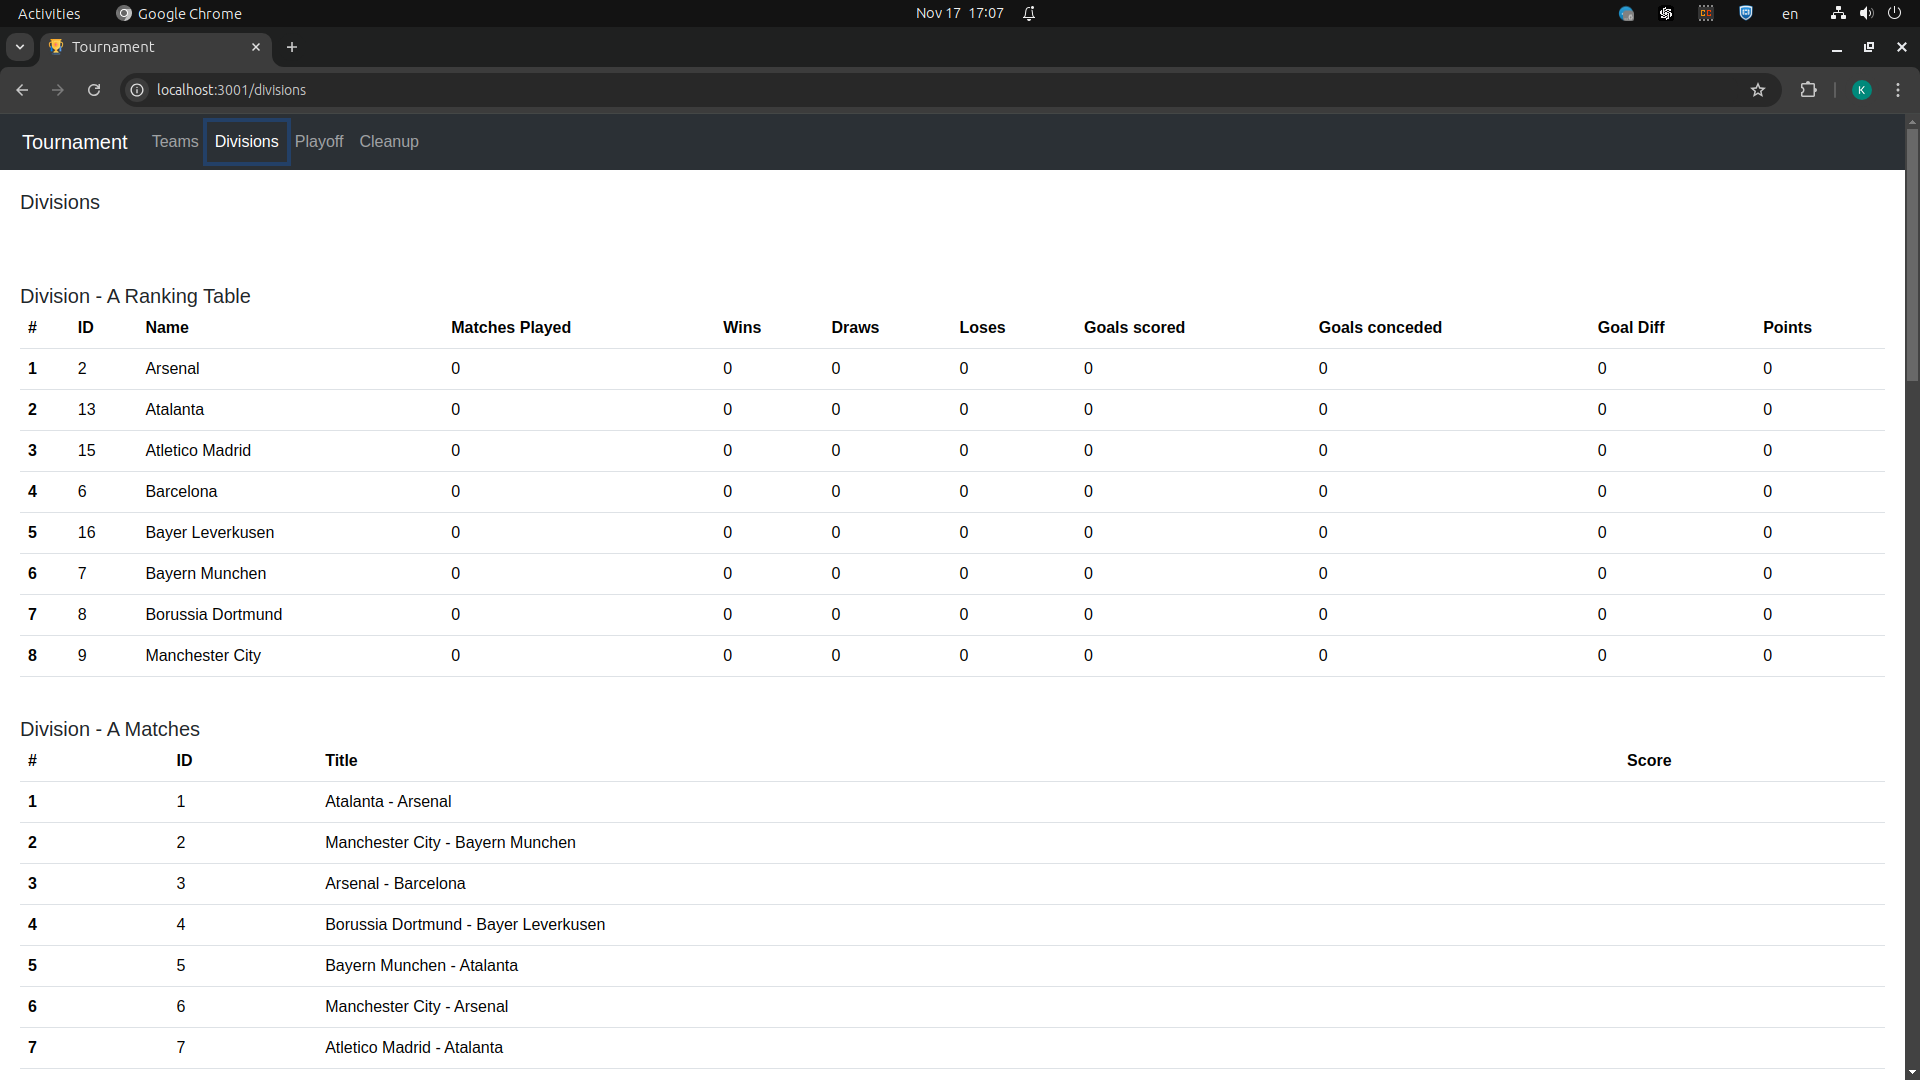 Activities Google Chrome Nov 17 17:07 en
Tournament
localhost:3001/divisions K
Tournament Teams Divisions Playoff Cleanup
Divisions
Division - A Ranking Table
# ID Name Matches Played Wins Draws Loses Goals scored Goals conceded Goal Diff Points
1 2 Arsenal 0 0 0 0 0 0 0 0
2 13 Atalanta 0 0 0 0 0 0 0 0
3 15 Atletico Madrid 0 0 0 0 0 0 0 0
4 6 Barcelona 0 0 0 0 0 0 0 0
5 16 Bayer Leverkusen 0 0 0 0 0 0 0 0
6 7 Bayern Munchen 0 0 0 0 0 0 0 0
7 8 Borussia Dortmund 0 0 0 0 0 0 0 0
8 9 Manchester City 0 0 0 0 0 0 0 0
Division - A Matches
# ID Title Score
1 1 Atalanta - Arsenal
2 2 Manchester City - Bayern Munchen
3 3 Arsenal - Barcelona
4 4 Borussia Dortmund - Bayer Leverkusen
5 5 Bayern Munchen - Atalanta
6 6 Manchester City - Arsenal
7 7 Atletico Madrid - Atalanta